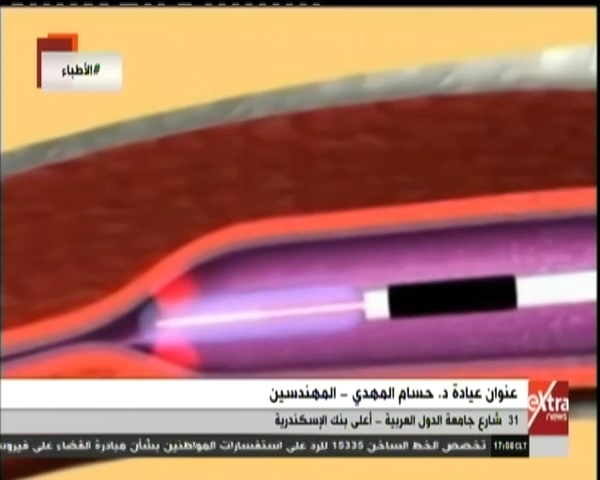 #الأطباء
عنوان عيادة د. حسام المهدي - المهندسين
31 شارع جامعة الدول العربية - أعلى بنك الإسكندرية
eXtra
news
17:00CLT تخصص الخط الساخن 15335 للرد على استفسارات المواطنين بشأن مبادرة القضاء على فيروس